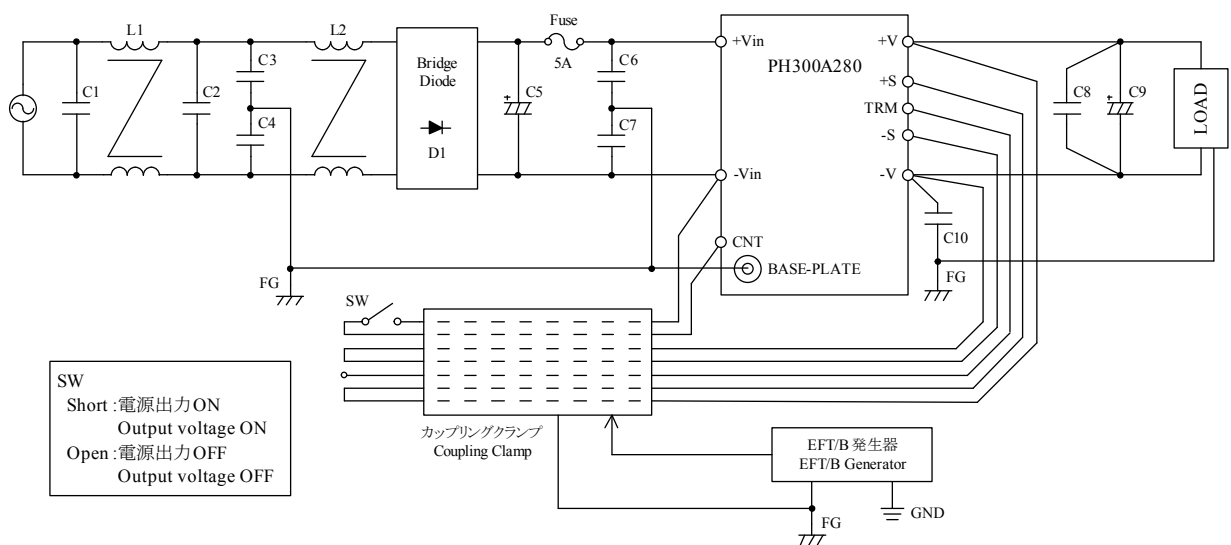 L1
L2
Fuse
5A
C1
C2
C3
C4
Bridge
Diode
D1
C5
C6
C7
+Vin
-Vin
CNT
PH300A280
BASE-PLATE
+V
+S
TRM
-S
-V
C8
C9
LOAD
C10
FG
FG
SW
SW
Short :電源出力ON
Output voltage ON
Open :電源出力OFF
Output voltage OFF
カップリングクランプ
Coupling Clamp
EFT/B 発生器
EFT/B Generator
FG
GND